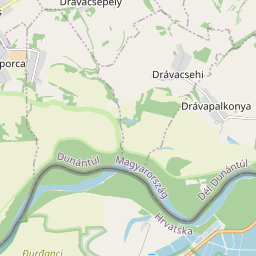 Drávacsepely
porca
Drávacsehi
Drávapalkonya
Dunántúl
Magyarország
Dél-Dunántúl
Hrvatska
Đurđanci